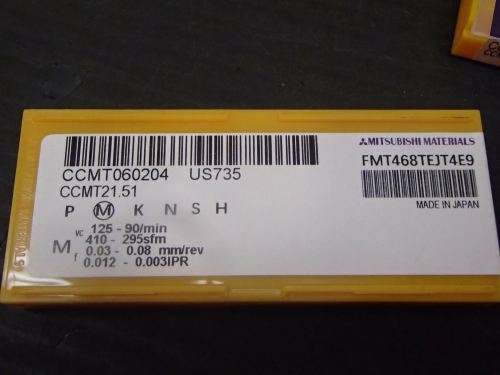 CCMT060204 US735
CCMT21.51
P M K N S H
M vc 125 - 90/min
410 - 295sfm
f 0.03 - 0.08 mm/rev
0.012 - 0.003IPR
MITSUBISHI MATERIALS
FMT468TEJT4E9
MADE IN JAPAN